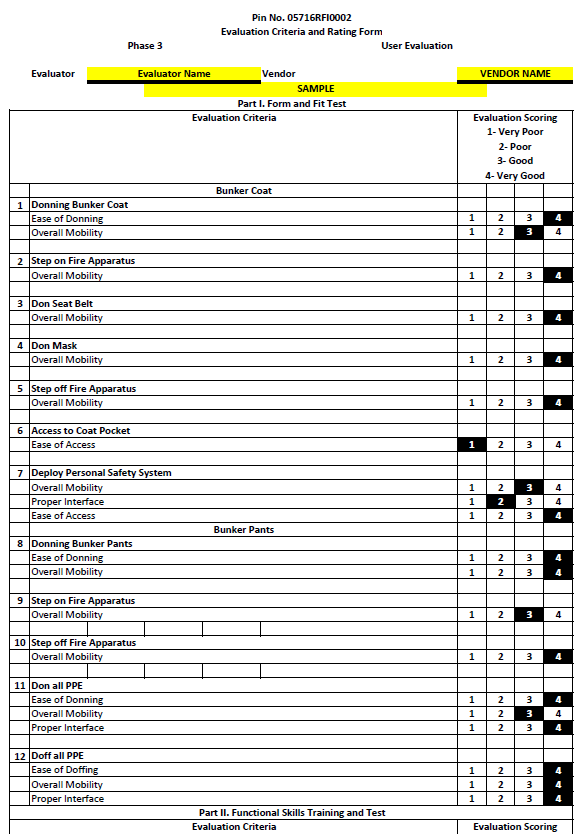 Pin No. 05716RFI0002
Evaluation Criteria and Rating Form
Phase 3 User Evaluation
Evaluator Evaluator Name Vendor VENDOR NAME
SAMPLE
Part I. Form and Fit Test
Evaluation Criteria Evaluation Scoring
1- Very Poor
2- Poor
3- Good
4- Very Good
Bunker Coat
1 Donning Bunker Coat
Ease of Donning 1 2 3 4
Overall Mobility 1 2 3 4
2 Step on Fire Apparatus
Overall Mobility 1 2 3 4
3 Don Seat Belt
Overall Mobility 1 2 3 4
4 Don Mask
Overall Mobility 1 2 3 4
5 Step off Fire Apparatus
Overall Mobility 1 2 3 4
6 Access to Coat Pocket
Ease of Access 1 2 3 4
7 Deploy Personal Safety System
Overall Mobility 1 2 3 4
Proper Interface 1 2 3 4
Ease of Access 1 2 3 4
Bunker Pants
8 Donning Bunker Pants
Ease of Donning 1 2 3 4
Overall Mobility 1 2 3 4
9 Step on Fire Apparatus
Overall Mobility 1 2 3 4
10 Step off Fire Apparatus
Overall Mobility 1 2 3 4
11 Don all PPE
Ease of Donning 1 2 3 4
Overall Mobility 1 2 3 4
Proper Interface 1 2 3 4
12 Doff all PPE
Ease of Doffing 1 2 3 4
Overall Mobility 1 2 3 4
Proper Interface 1 2 3 4
Part II. Functional Skills Training and Test
Evaluation Criteria Evaluation Scoring